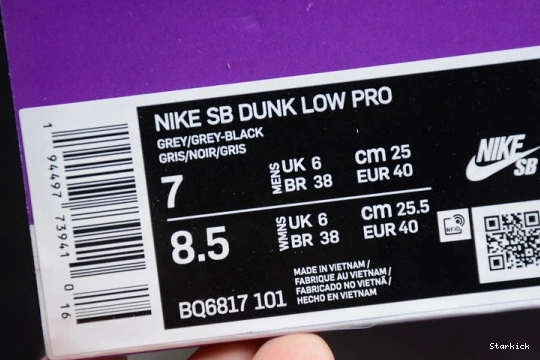 NIKE SB DUNK LOW PRO
GREY/GREY-BLACK
GRIS/NOIR/GRIS
7
MENS
UK 6
BR 38
cm 25
EUR 40
8.5
WMNS
UK 6
BR 38
cm 25.5
EUR 40
NIKE
SB
RFID
MADE IN VIETNAM /
FABRIQUE AU VIETNAM /
FABRICADO NO VIETNÃ /
HECHO EN VIETNAM
BQ6817 101
1 94497 73941 0 16
Starkick